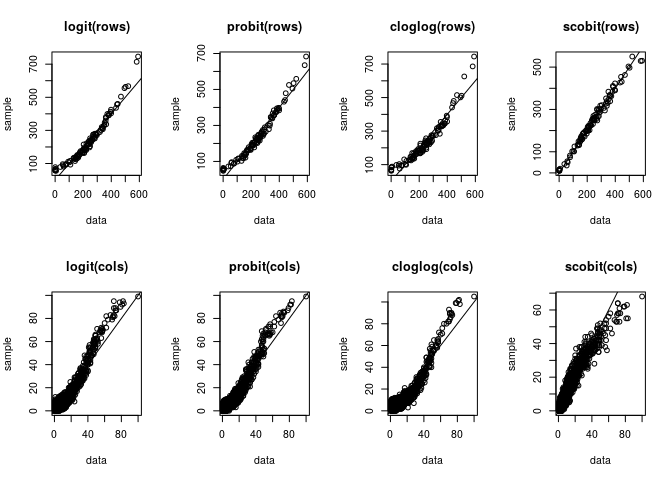 logit(rows) probit(rows) cloglog(rows) scobit(rows)
sample 100 300 500 700 sample 100 300 500 700 sample 100 300 500 700 sample 0 100 300 500
0 200 400 600 0 200 400 600 0 200 400 600 0 200 400 600
data data data data
logit(cols) probit(cols) cloglog(cols) scobit(cols)
sample 0 20 40 60 80 sample 0 20 40 60 80 sample 0 20 40 60 80 sample 0 20 40 60
0 40 80 0 40 80 0 40 80 0 40 80
data data data data